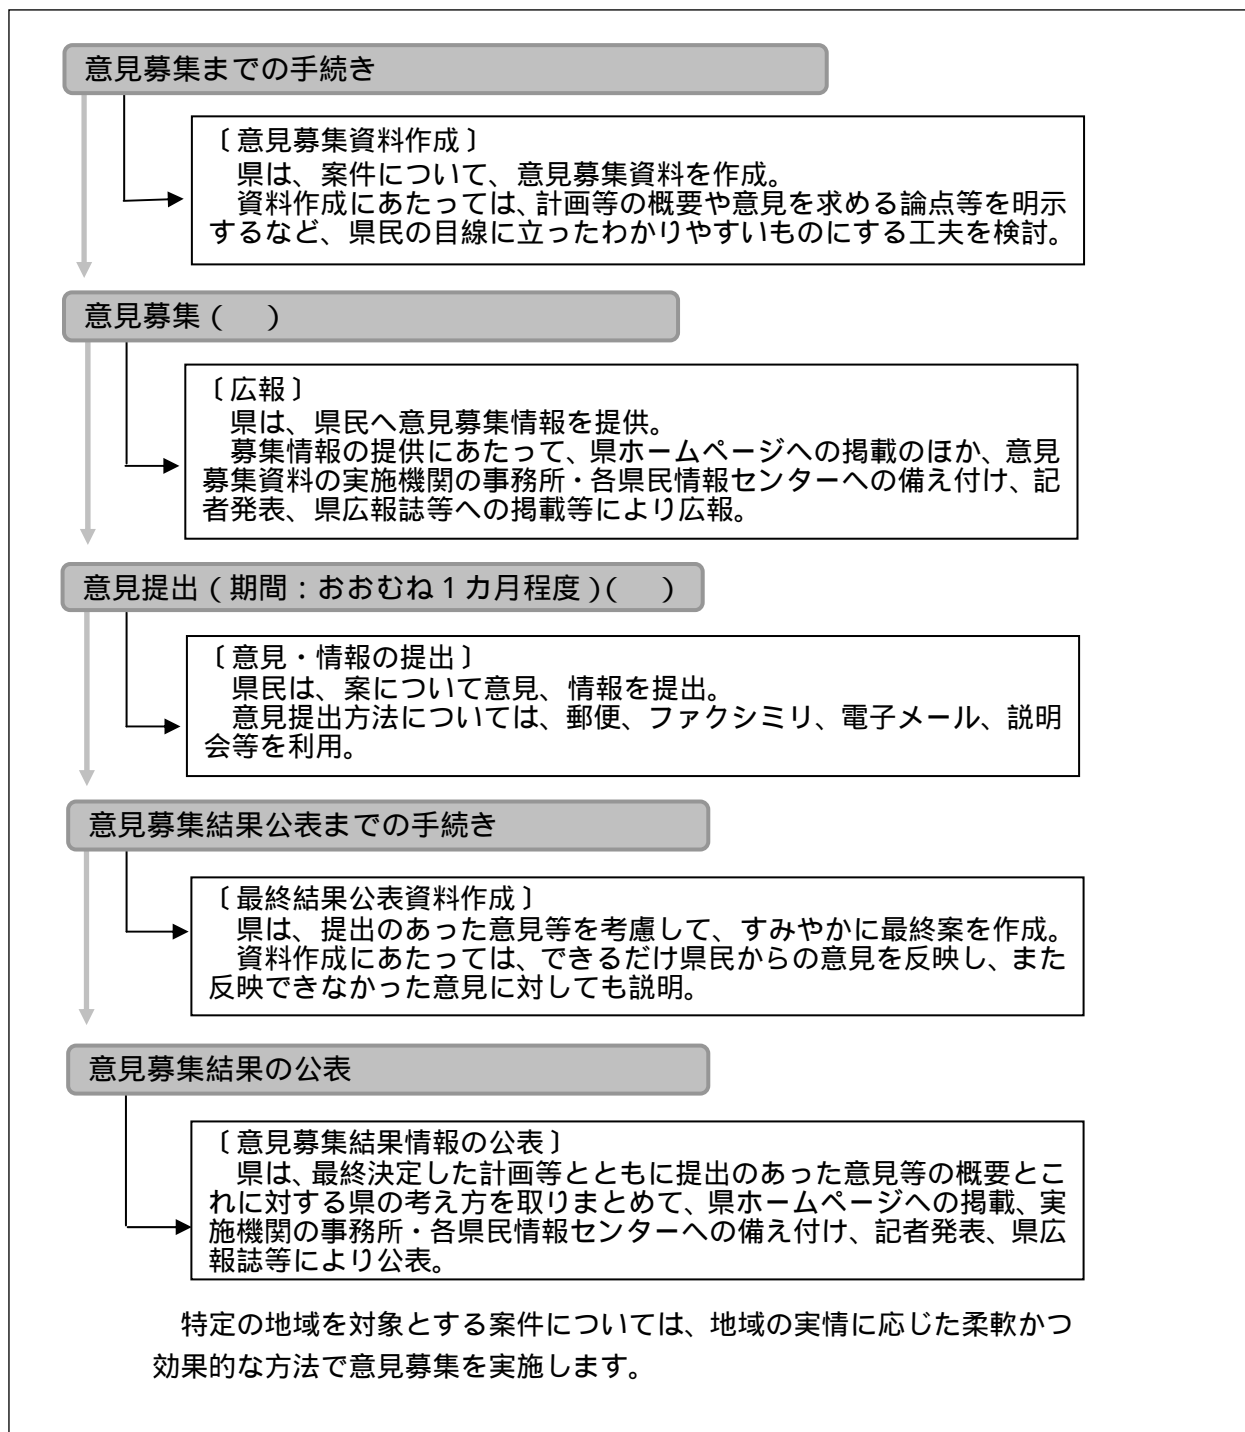 意見募集までの手続き
〔意見募集資料作成〕
県は、案件について、意見募集資料を作成。
資料作成にあたっては、計画等の概要や意見を求める論点等を明示
するなど、県民の目線に立ったわかりやすいものにする工夫を検討。
意見募集(　)
〔広報〕
県は、県民へ意見募集情報を提供。
募集情報の提供にあたって、県ホームページへの掲載のほか、意見
募集資料の実施機関の事務所・各県民情報センターへの備え付け、記
者発表、県広報誌等への掲載等により広報。
意見提出(期間:おおむね1カ月程度)(　)
〔意見・情報の提出〕
県民は、案について意見、情報を提出。
意見提出方法については、郵便、ファクシミリ、電子メール、説明
会等を利用。
意見募集結果公表までの手続き
〔最終結果公表資料作成〕
県は、提出のあった意見等を考慮して、すみやかに最終案を作成。
資料作成にあたっては、できるだけ県民からの意見を反映し、また
反映できなかった意見に対しても説明。
意見募集結果の公表
〔意見募集結果情報の公表〕
県は、最終決定した計画等とともに提出のあった意見等の概要とこ
れに対する県の考え方を取りまとめて、県ホームページへの掲載、実
施機関の事務所・各県民情報センターへの備え付け、記者発表、県広
報誌等により公表。
特定の地域を対象とする案件については、地域の実情に応じた柔軟かつ
効果的な方法で意見募集を実施します。